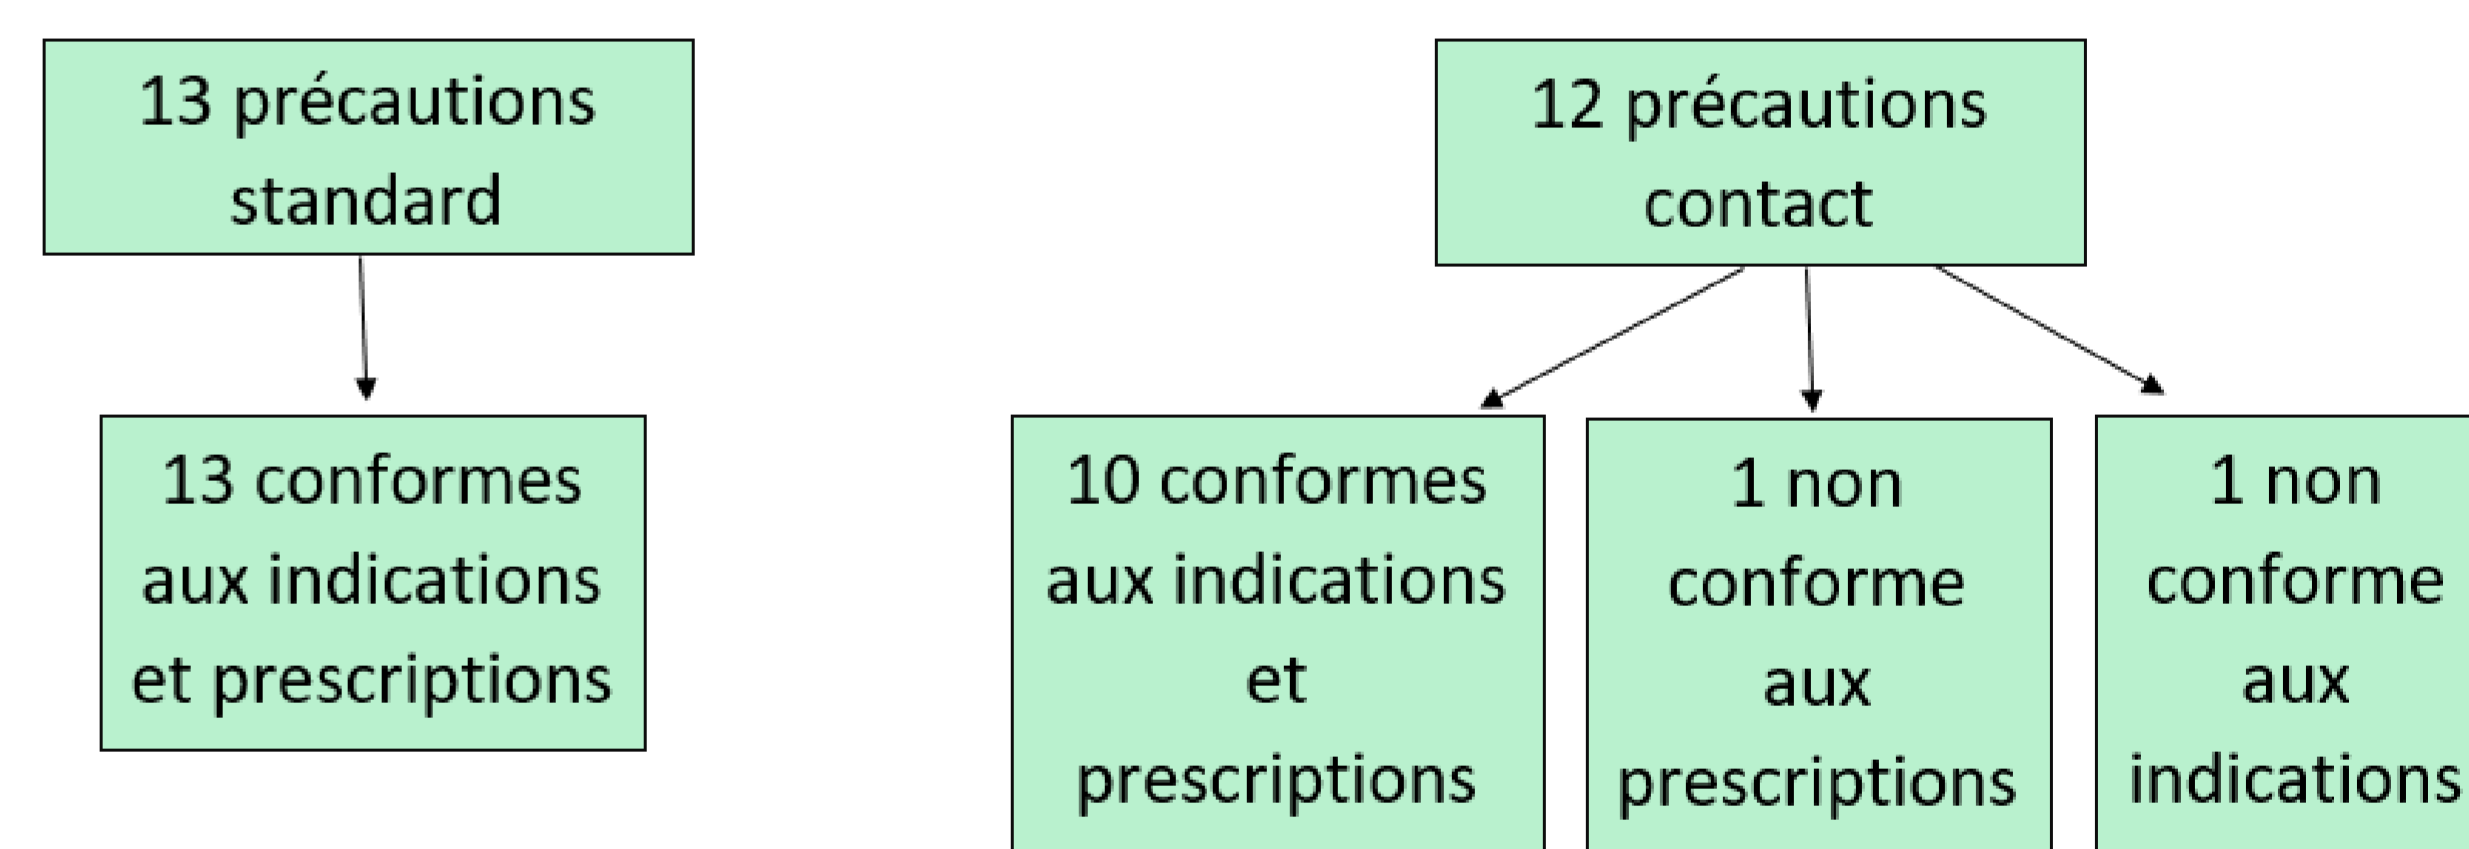 13 précautions
standard
12 précautions
contact
13 conformes
aux indications
et prescriptions
10 conformes
aux indications
et
prescriptions
1 non
conforme
aux
prescriptions
1 non
conforme
aux
indications